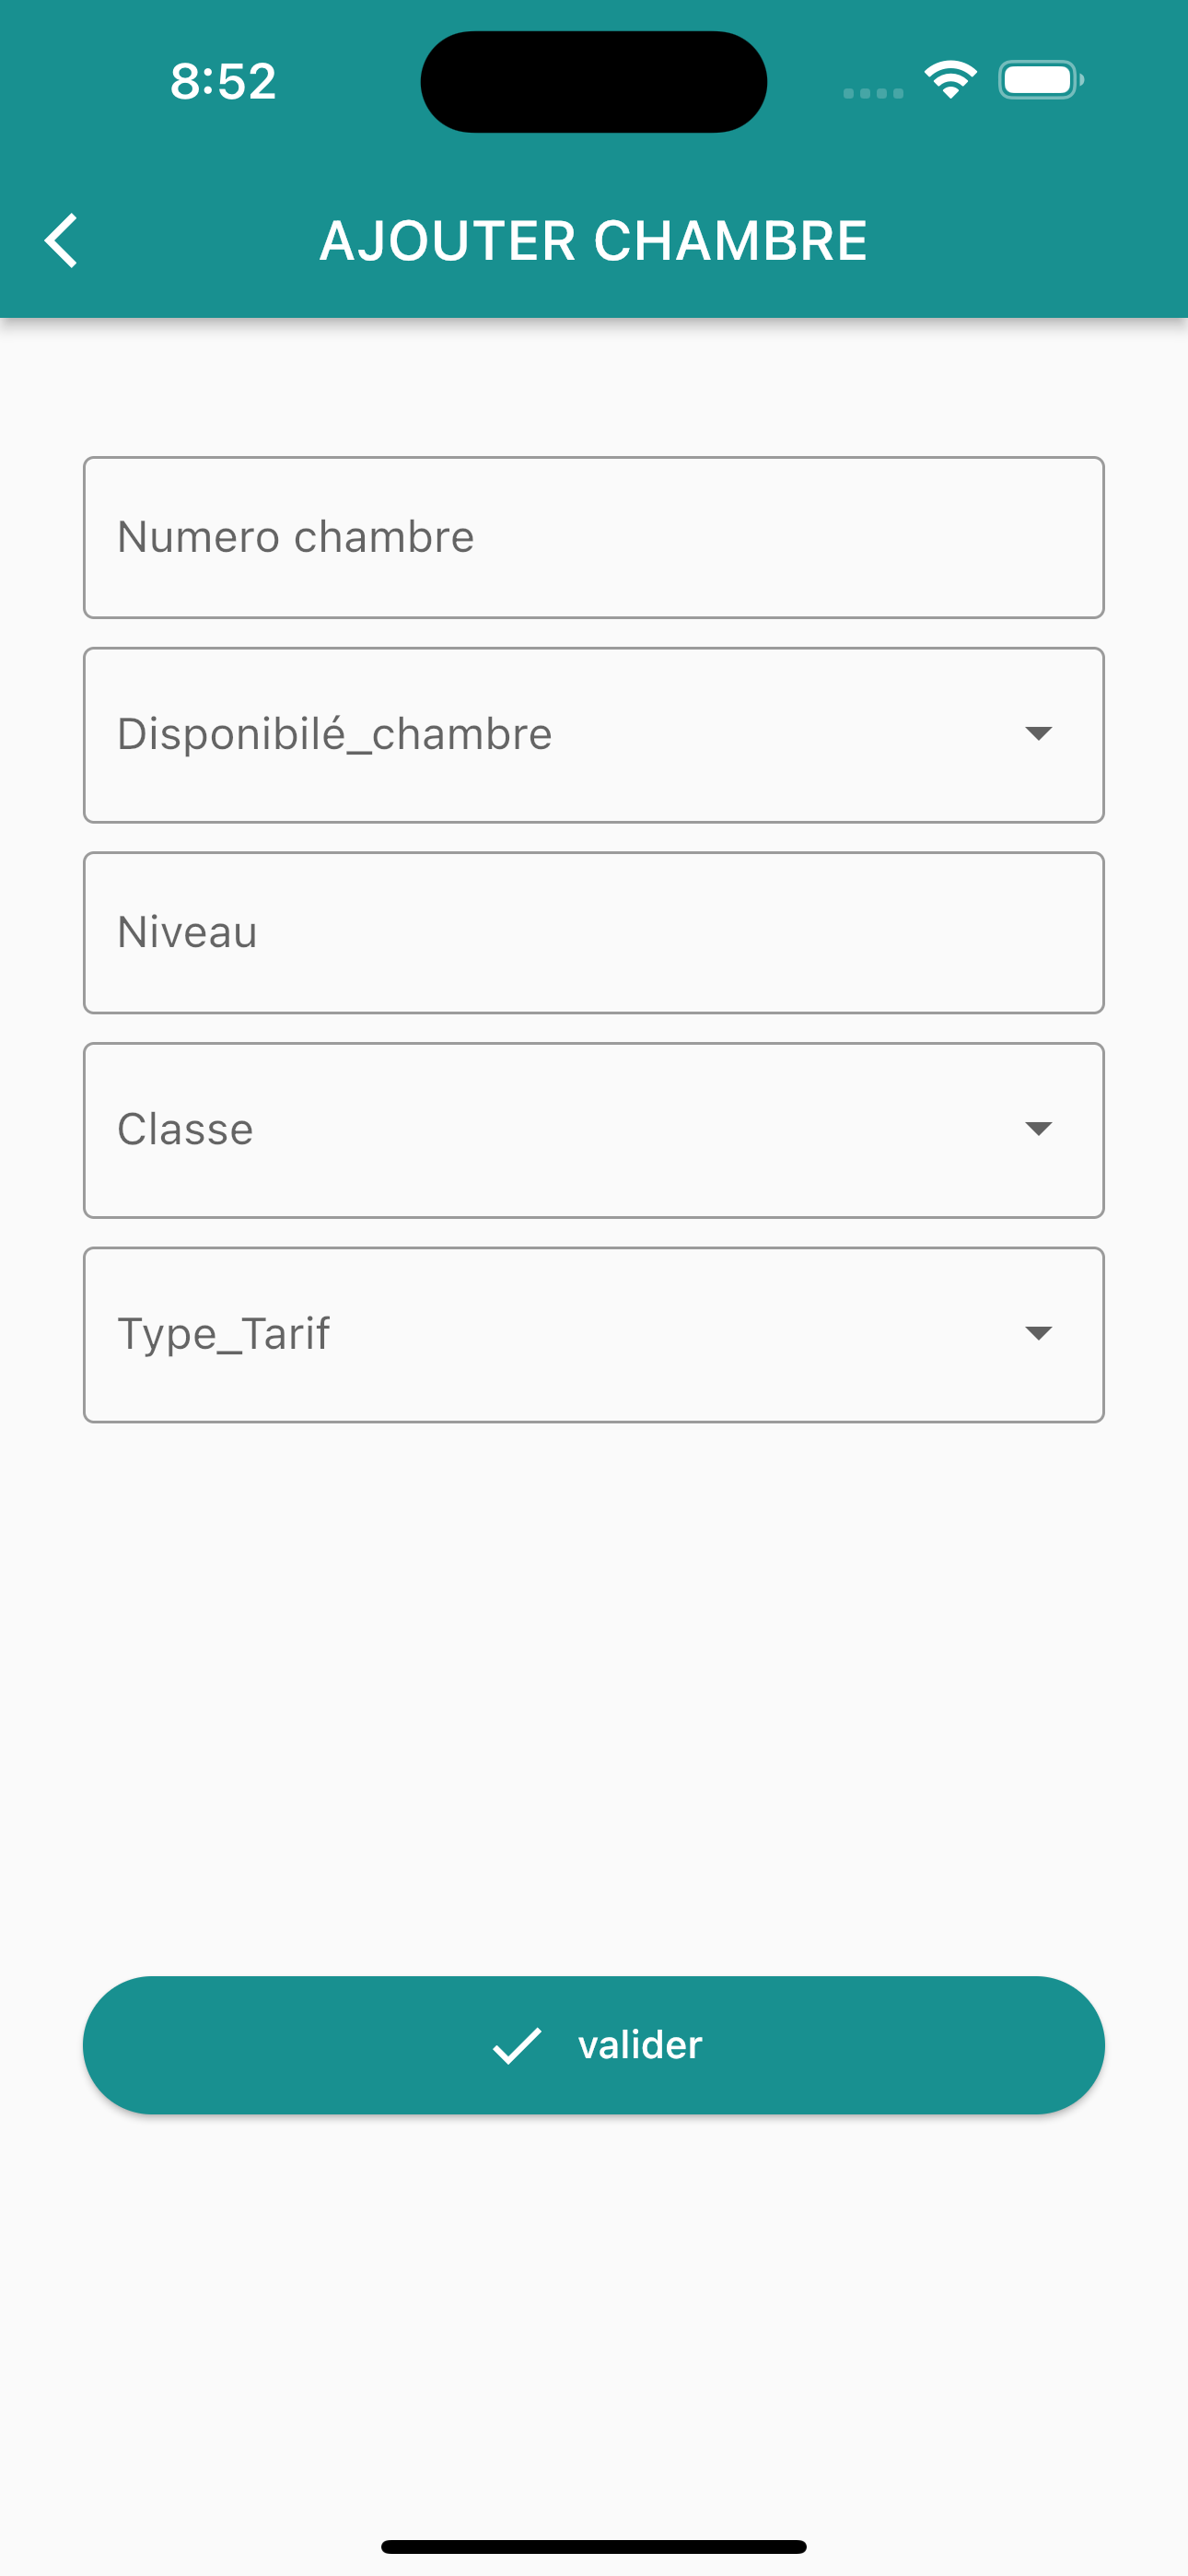 8:52
AJOUTER CHAMBRE
Numero chambre
Disponibilé_chambre
Niveau
Classe
Type_Tarif
valider